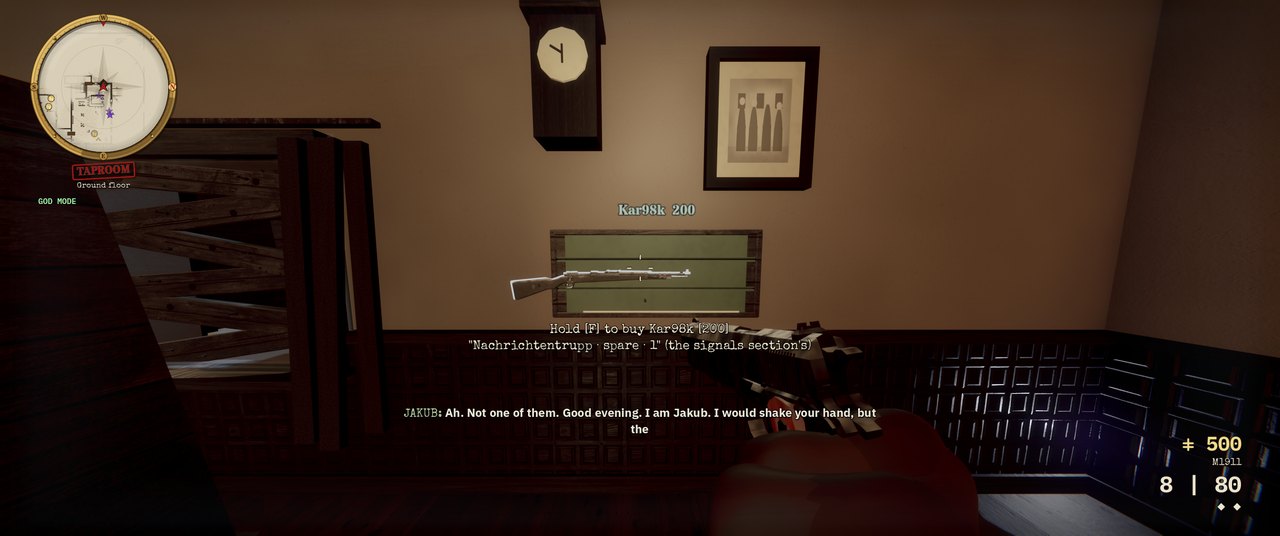 TAPROOM
Ground floor
GOD MODE
Kar98k 200
Hold [F] to buy Kar98k [200]
"Nachrichtentrupp · spare · 1" (the signals section's)
JAKUB: Ah. Not one of them. Good evening. I am Jakub. I would shake your hand, but
the
500
M1911
8 | 80